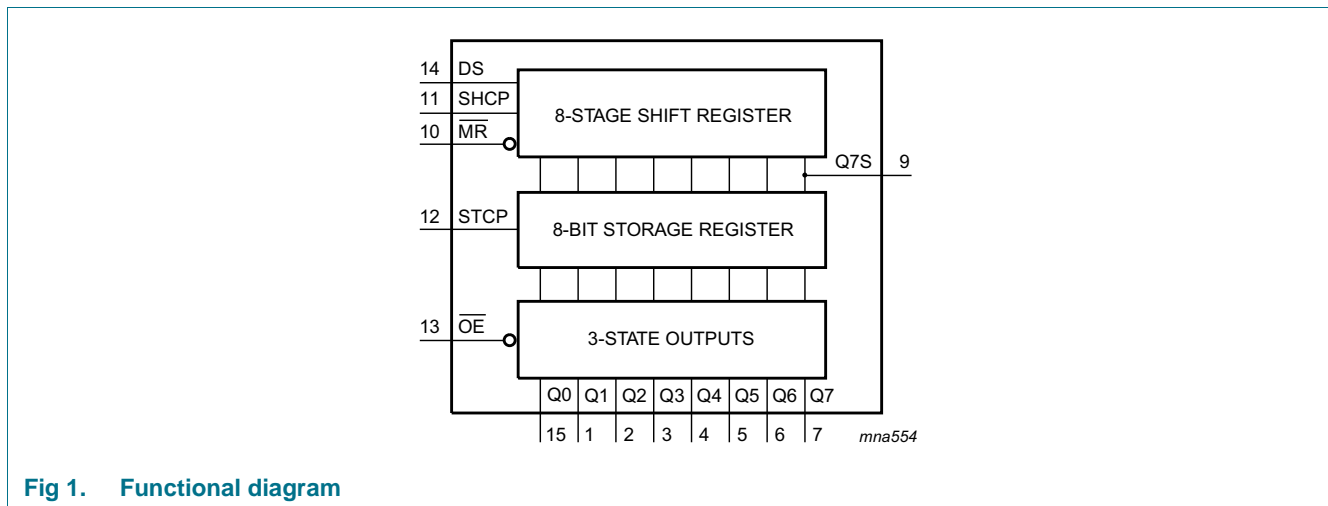 14 DS
11 SHCP
8-STAGE SHIFT REGISTER
10 MR
Q7S 9
12 STCP
8-BIT STORAGE REGISTER
13 OE
3-STATE OUTPUTS
Q0 Q1 Q2 Q3 Q4 Q5 Q6 Q7
15 1 2 3 4 5 6 7
mna554
Fig 1. Functional diagram